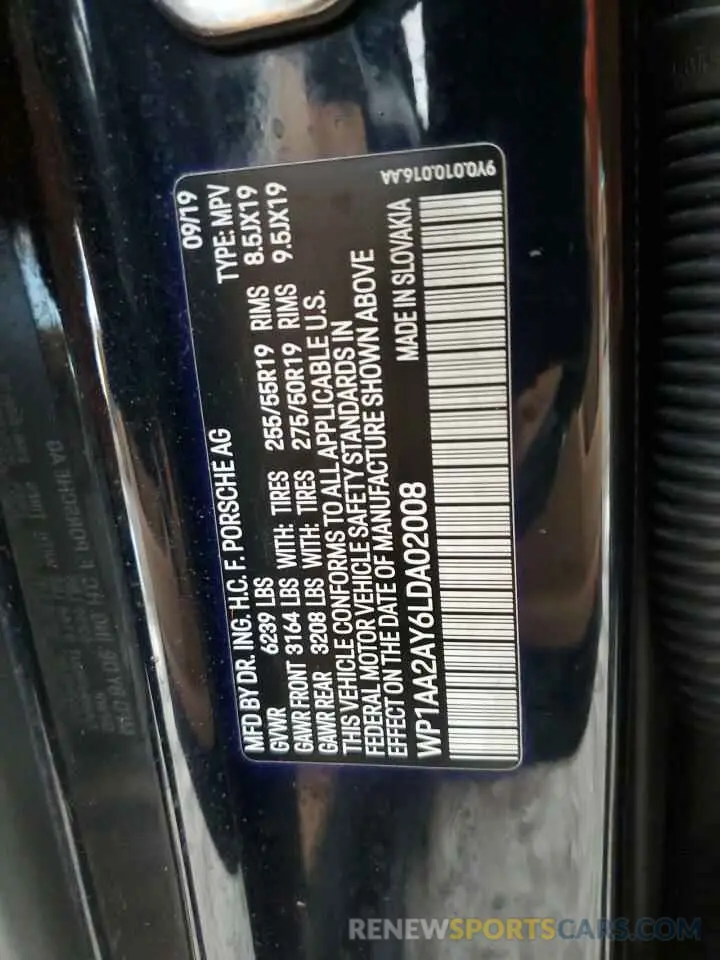 MFD BY DR. ING. H.C. F. PORSCHE AG 09/19
GVWR 6239 LBS TYPE: MPV
GAWR FRONT 3164 LBS WITH: TIRES 255/55R19 RIMS 8.5JX19
GAWR REAR 3208 LBS WITH: TIRES 275/50R19 RIMS 9.5JX19
THIS VEHICLE CONFORMS TO ALL APPLICABLE U.S.
FEDERAL MOTOR VEHICLE SAFETY STANDARDS IN
EFFECT ON THE DATE OF MANUFACTURE SHOWN ABOVE
WP1AA2AY6LDA02008 MADE IN SLOVAKIA
9Y0.010.016.AA
RENEWSPORTSCARS.COM